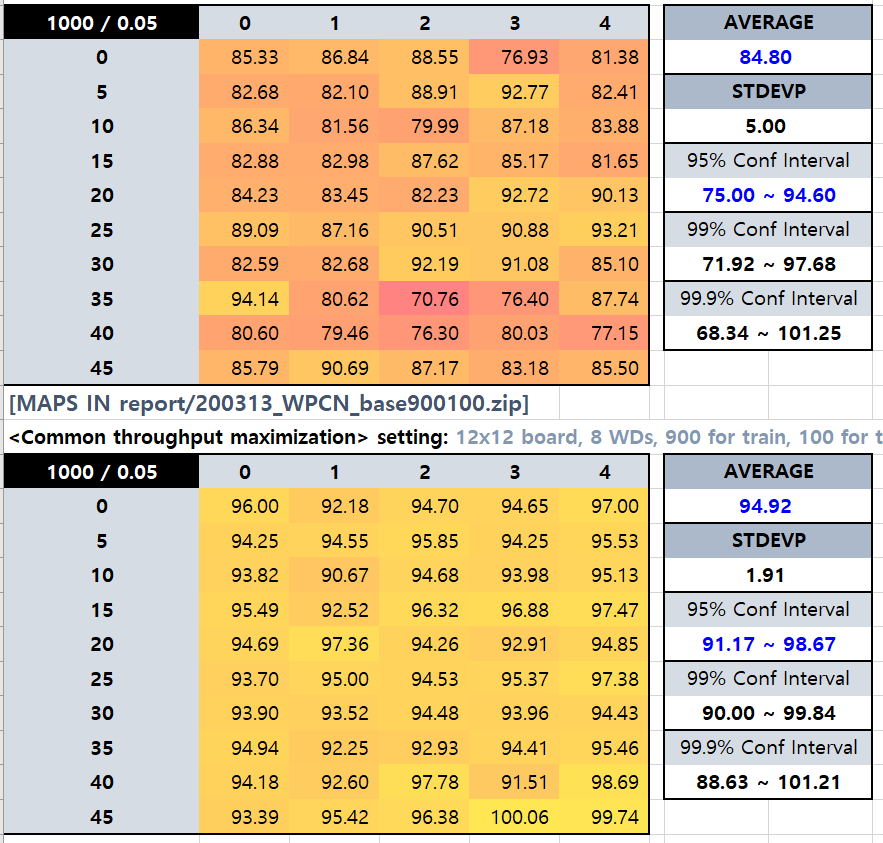 1000 / 0.05 0 1 2 3 4 AVERAGE
0 85.33 86.84 88.55 76.93 81.38 84.80
5 82.68 82.10 88.91 92.77 82.41 STDEVP
10 86.34 81.56 79.99 87.18 83.88 5.00
15 82.88 82.98 87.62 85.17 81.65 95% Conf Interval
20 84.23 83.45 82.23 92.72 90.13 75.00 ~ 94.60
25 89.09 87.16 90.51 90.88 93.21 99% Conf Interval
30 82.59 82.68 92.19 91.08 85.10 71.92 ~ 97.68
35 94.14 80.62 70.76 76.40 87.74 99.9% Conf Interval
40 80.60 79.46 76.30 80.03 77.15 68.34 ~ 101.25
45 85.79 90.69 87.17 83.18 85.50
[MAPS IN report/200313_WPCN_base900100.zip]
<Common throughput maximization> setting: 12x12 board, 8 WDs, 900 for train, 100 for t
1000 / 0.05 0 1 2 3 4 AVERAGE
0 96.00 92.18 94.70 94.65 97.00 94.92
5 94.25 94.55 95.85 94.25 95.53 STDEVP
10 93.82 90.67 94.68 93.98 95.13 1.91
15 95.49 92.52 96.32 96.88 97.47 95% Conf Interval
20 94.69 97.36 94.26 92.91 94.85 91.17 ~ 98.67
25 93.70 95.00 94.53 95.37 97.38 99% Conf Interval
30 93.90 93.52 94.48 93.96 94.43 90.00 ~ 99.84
35 94.94 92.25 92.93 94.41 95.46 99.9% Conf Interval
40 94.18 92.60 97.78 91.51 98.69 88.63 ~ 101.21
45 93.39 95.42 96.38 100.06 99.74